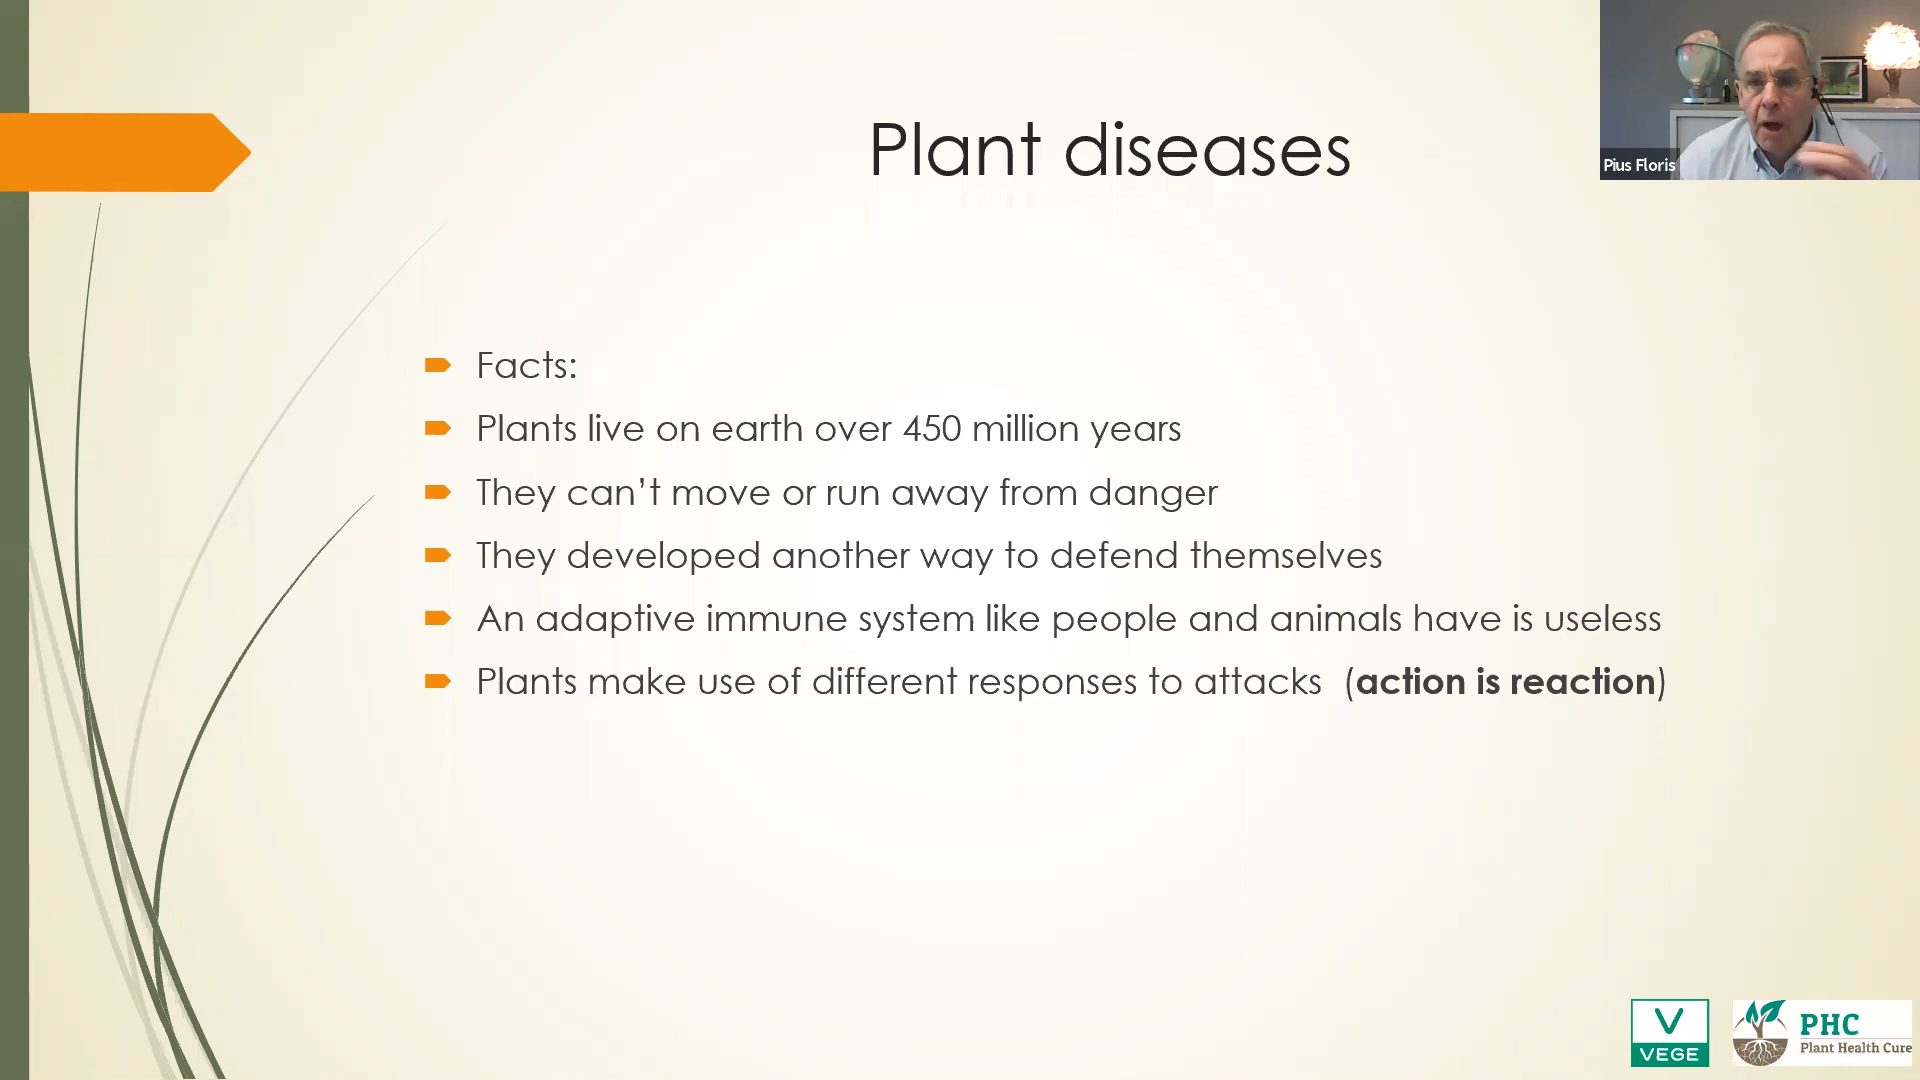 Plant diseases
Pius Floris
Facts:
Plants live on earth over 450 million years
They can’t move or run away from danger
They developed another way to defend themselves
An adaptive immune system like people and animals have is useless
Plants make use of different responses to attacks  (action is reaction)
V
VEGE
PHC
Plant Health Cure